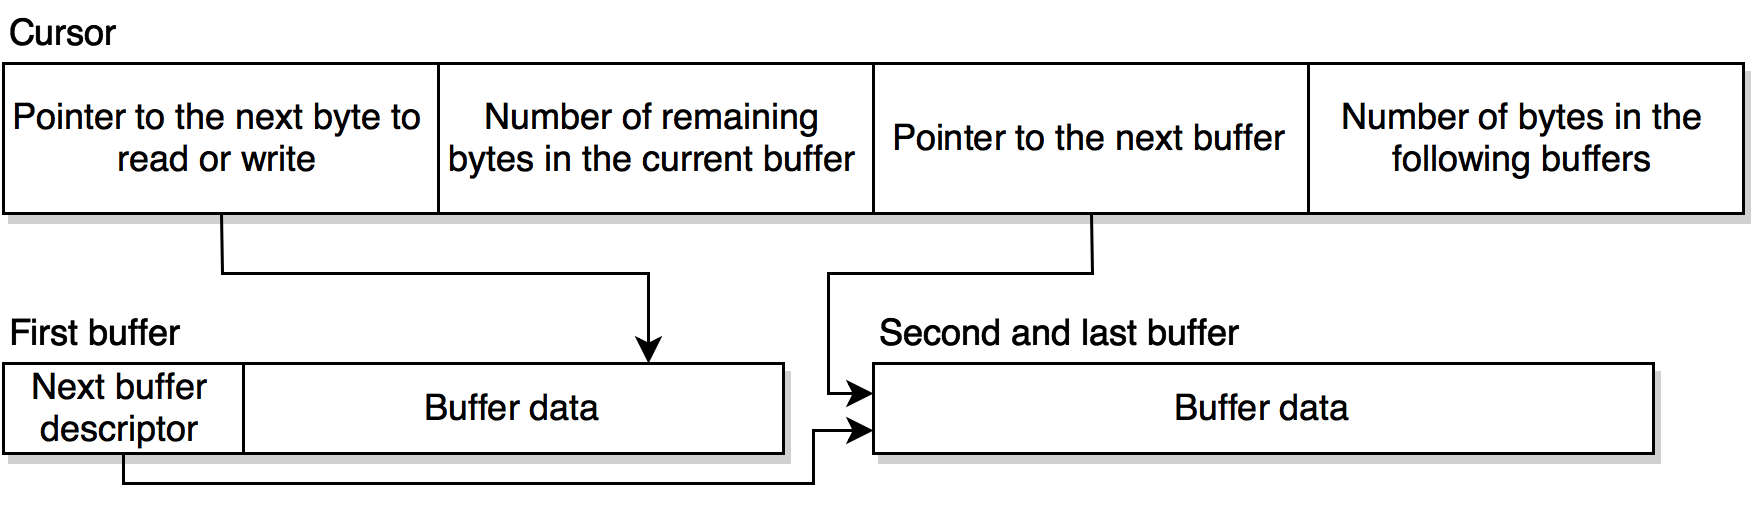 Cursor
Pointer to the next byte to
read or write
Number of remaining
bytes in the current buffer
Pointer to the next buffer
Number of bytes in the
following buffers
First buffer
Next buffer
descriptor
Buffer data
Second and last buffer
Buffer data